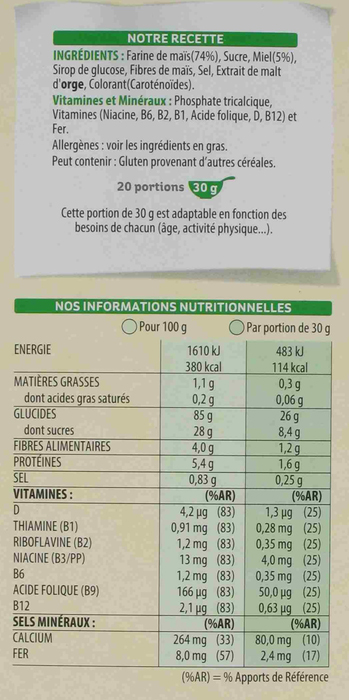 NOTRE RECETTE
INGRÉDIENTS : Farine de maïs(74%), Sucre, Miel(5%),
Sirop de glucose, Fibres de maïs, Sel, Extrait de malt
d'orge, Colorant(Caroténoïdes).
Vitamines et Minéraux : Phosphate tricalcique,
Vitamines (Niacine, B6, B2, B1, Acide folique, D, B12) et
Fer.
Allergènes : voir les ingrédients en gras.
Peut contenir : Gluten provenant d'autres céréales.
20 portions 30 g
Cette portion de 30 g est adaptable en fonction des
besoins de chacun (âge, activité physique...).
NOS INFORMATIONS NUTRITIONNELLES
Pour 100 g Par portion de 30 g
ENERGIE 1610 kJ 483 kJ
380 kcal 114 kcal
MATIÈRES GRASSES 1,1 g 0,3 g
dont acides gras saturés 0,2 g 0,06 g
GLUCIDES 85 g 26 g
dont sucres 28 g 8,4 g
FIBRES ALIMENTAIRES 4,0 g 1,2 g
PROTÉINES 5,4 g 1,6 g
SEL 0,83 g 0,25 g
VITAMINES : (%AR) (%AR)
D 4,2 µg (83) 1,3 µg (25)
THIAMINE (B1) 0,91 mg (83) 0,28 mg (25)
RIBOFLAVINE (B2) 1,2 mg (83) 0,35 mg (25)
NIACINE (B3/PP) 13 mg (83) 4,0 mg (25)
B6 1,2 mg (83) 0,35 mg (25)
ACIDE FOLIQUE (B9) 166 µg (83) 50,0 µg (25)
B12 2,1 µg (83) 0,63 µg (25)
SELS MINÉRAUX : (%AR) (%AR)
CALCIUM 264 mg (33) 80,0 mg (10)
FER 8,0 mg (57) 2,4 mg (17)
(%AR) = % Apports de Référence